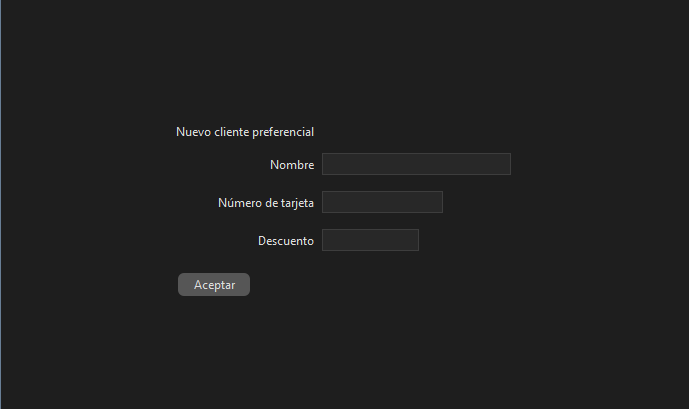 Nuevo cliente preferencial
Nombre
Número de tarjeta
Descuento
Aceptar